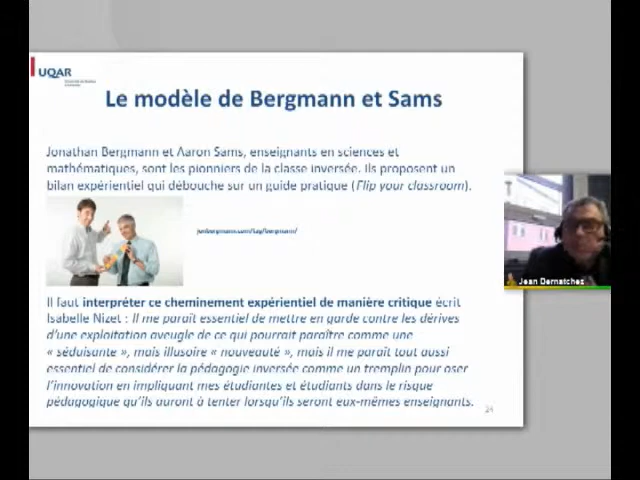 UQAR
Le modèle de Bergmann et Sams
Jonathan Bergmann et Aaron Sams, enseignants en sciences et
mathématiques, sont les pionniers de la classe inversée. Ils proposent un
bilan expérientiel qui débouche sur un guide pratique (Flip your classroom).
jonbergmann.com/tag/bergmann/
Il faut interpréter ce cheminement expérientiel de manière critique écrit
Isabelle Nizet : Il me paraît essentiel de mettre en garde contre les dérives
d'une exploitation aveugle de ce qui pourrait paraître comme une
« séduisante », mais illusoire « nouveauté », mais il me paraît tout aussi
essentiel de considérer la pédagogie inversée comme un tremplin pour oser
l'innovation en impliquant mes étudiantes et étudiants dans le risque
pédagogique qu'ils auront à tenter lorsqu'ils seront eux-mêmes enseignants.
24
Jean Bernatchez